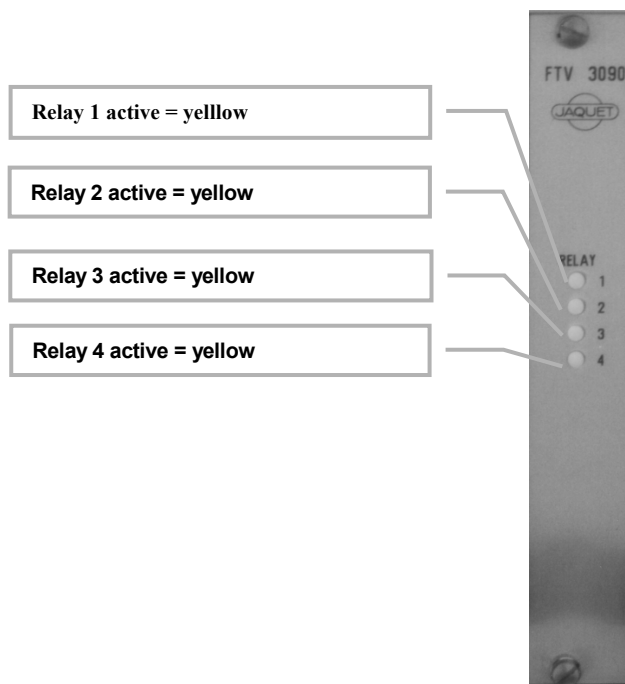 FTV 3090
JAQUET
Relay 1 active = yelllow
Relay 2 active = yellow
Relay 3 active = yellow
Relay 4 active = yellow
RELAY
1
2
3
4